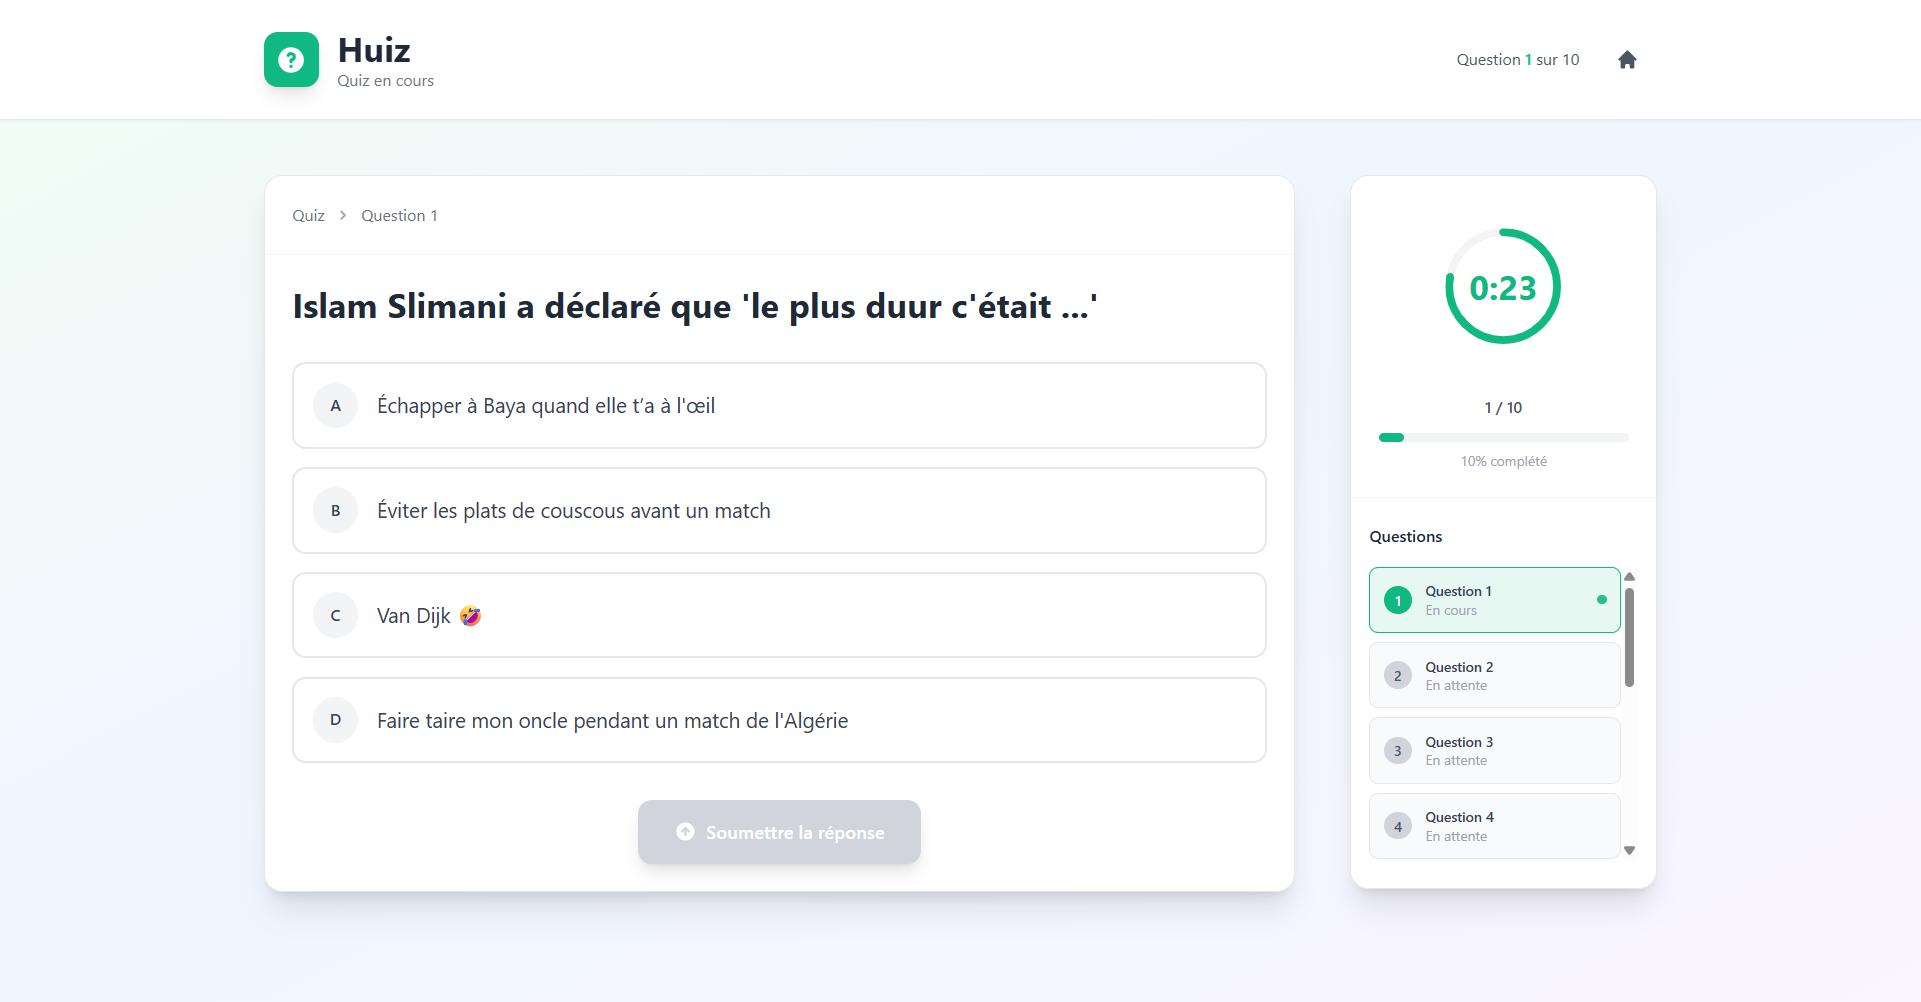 Huiz
Quiz en cours
Question 1 sur 10
Quiz > Question 1
Islam Slimani a déclaré que 'le plus duur c'était ...'
A Échapper à Baya quand elle t’a à l'œil
B Éviter les plats de couscous avant un match
C Van Dijk 🤣
D Faire taire mon oncle pendant un match de l'Algérie
Soumettre la réponse
0:23
1 / 10
10% complété
Questions
1 Question 1
En cours
2 Question 2
En attente
3 Question 3
En attente
4 Question 4
En attente